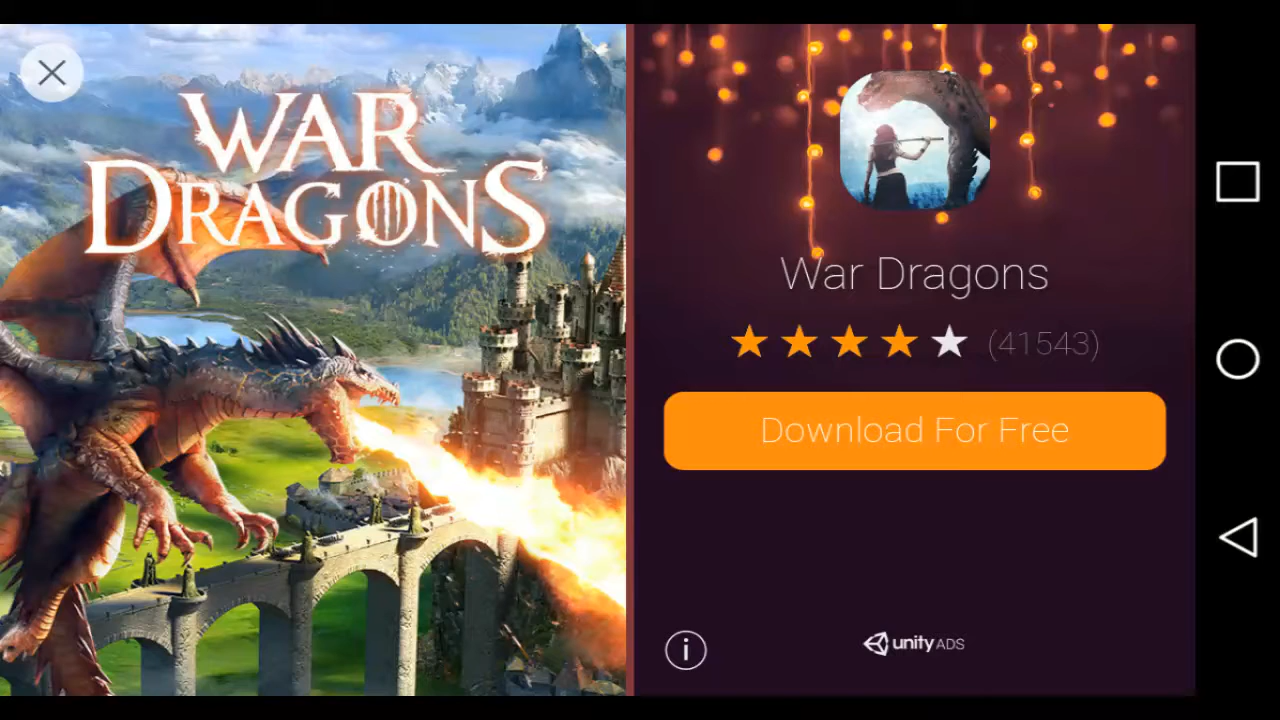 WAR
DRAGONS
War Dragons
(41543)
Download For Free
i
unity ADS